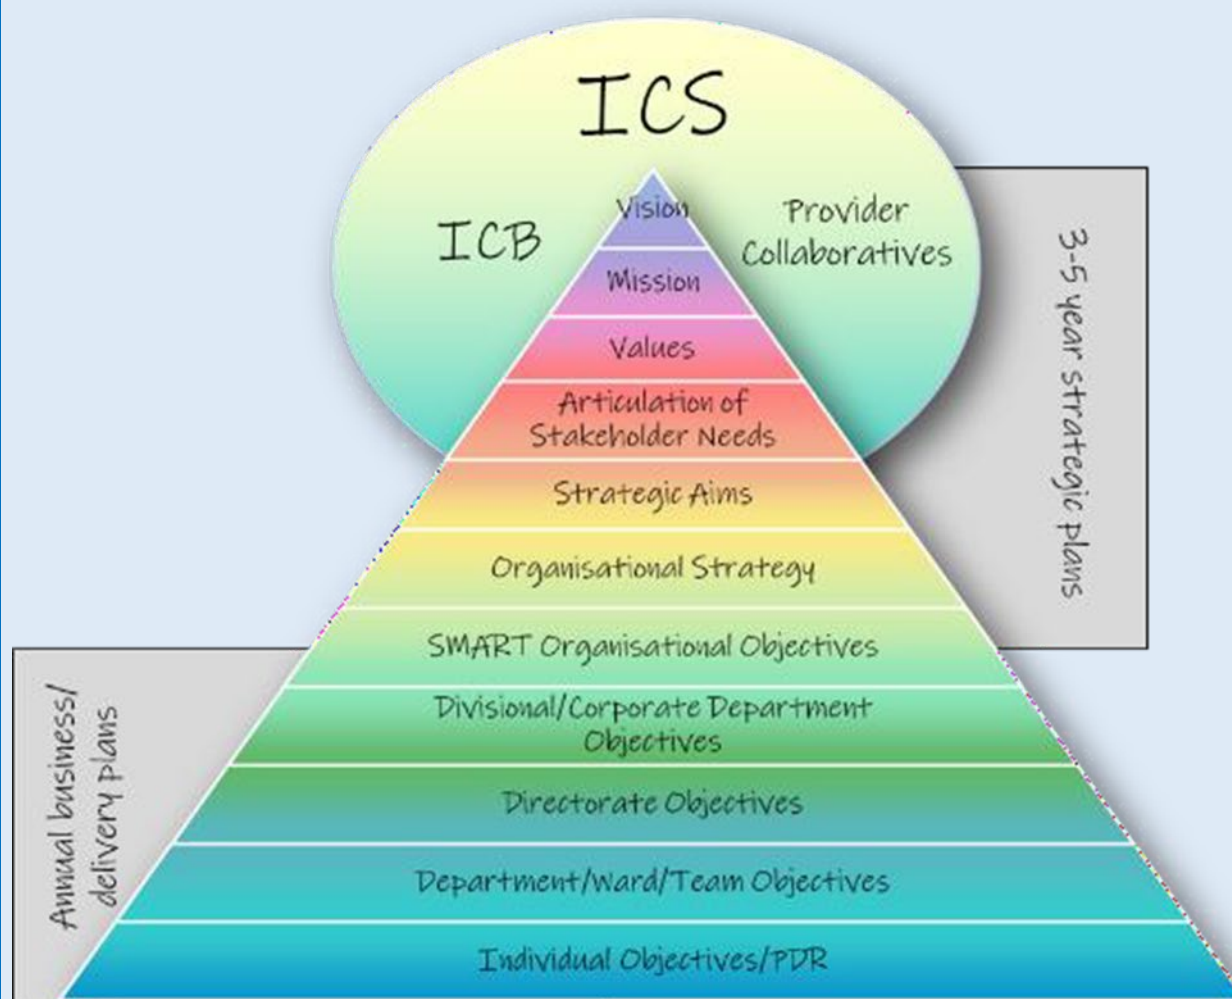 ICS
ICB
Provider
Collaboratives
Vision
Mission
Values
Articulation of
Stakeholder Needs
Strategic Aims
Organisational Strategy
SMART Organisational Objectives
Divisional/Corporate Department
Objectives
Directorate Objectives
Department/Ward/Team Objectives
Individual Objectives/PDR
3-5 year strategic plans
Annual business/
delivery plans